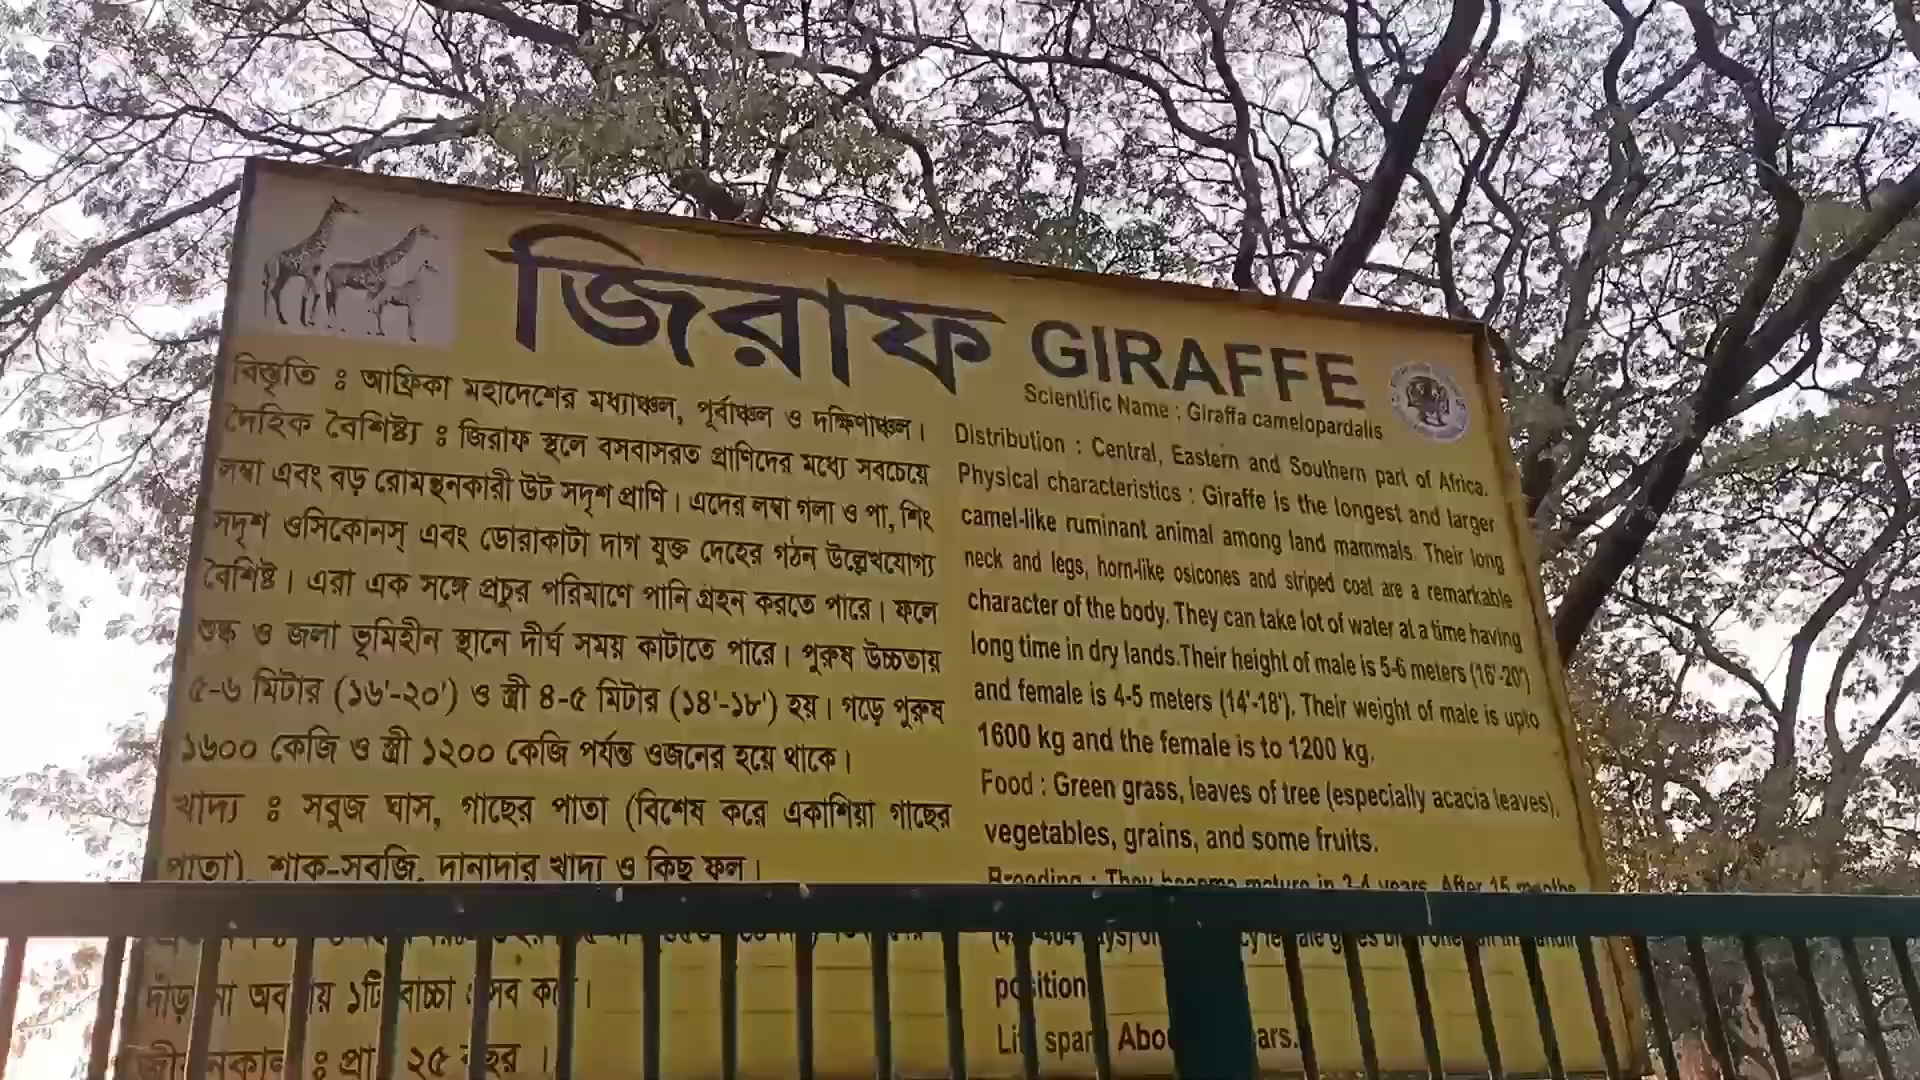 জিরাফ GIRAFFE
Scientific Name : Giraffa camelopardalis
বিস্তৃতি ঃ আফ্রিকা মহাদেশের মধ্যাঞ্চল, পূর্বাঞ্চল ও দক্ষিণাঞ্চল।
দৈহিক বৈশিষ্ট্য ঃ জিরাফ স্থলে বসবাসরত প্রাণিদের মধ্যে সবচেয়ে
লম্বা এবং বড় রোমন্থনকারী উট সদৃশ প্রাণি। এদের লম্বা গলা ও পা, শিং
সদৃশ ওসিকোনস্ এবং ডোরাকাটা দাগ যুক্ত দেহের গঠন উল্লেখযোগ্য
বৈশিষ্ট। এরা এক সঙ্গে প্রচুর পরিমাণে পানি গ্রহন করতে পারে। ফলে
শুষ্ক ও জলা ভূমিহীন স্থানে দীর্ঘ সময় কাটাতে পারে। পুরুষ উচ্চতায়
৫-৬ মিটার (১৬'-২০') ও স্ত্রী ৪-৫ মিটার (১৪'-১৮') হয়। গড়ে পুরুষ
১৬০০ কেজি ও স্ত্রী ১২০০ কেজি পর্যন্ত ওজনের হয়ে থাকে।
খাদ্য ঃ সবুজ ঘাস, গাছের পাতা (বিশেষ করে একাশিয়া গাছের
পাতা), শাক-সবজি, দানাদার খাদ্য ও কিছু ফল।
১টি বাচ্চা
ঃ ২৫
Distribution : Central, Eastern and Southern part of Africa.
Physical characteristics : Giraffe is the longest and larger
camel-like ruminant animal among land mammals. Their long
neck and legs, horn-like osicones and striped coat are a remarkable
character of the body. They can take lot of water at a time having
long time in dry lands.Their height of male is 5-6 meters (16'-20')
and female is 4-5 meters (14'-18'). Their weight of male is upto
1600 kg and the female is to 1200 kg.
Food : Green grass, leaves of tree (especially acacia leaves),
vegetables, grains, and some fruits.
Breeding : They become mature in 3-4 years. After 15 months
position
Life span